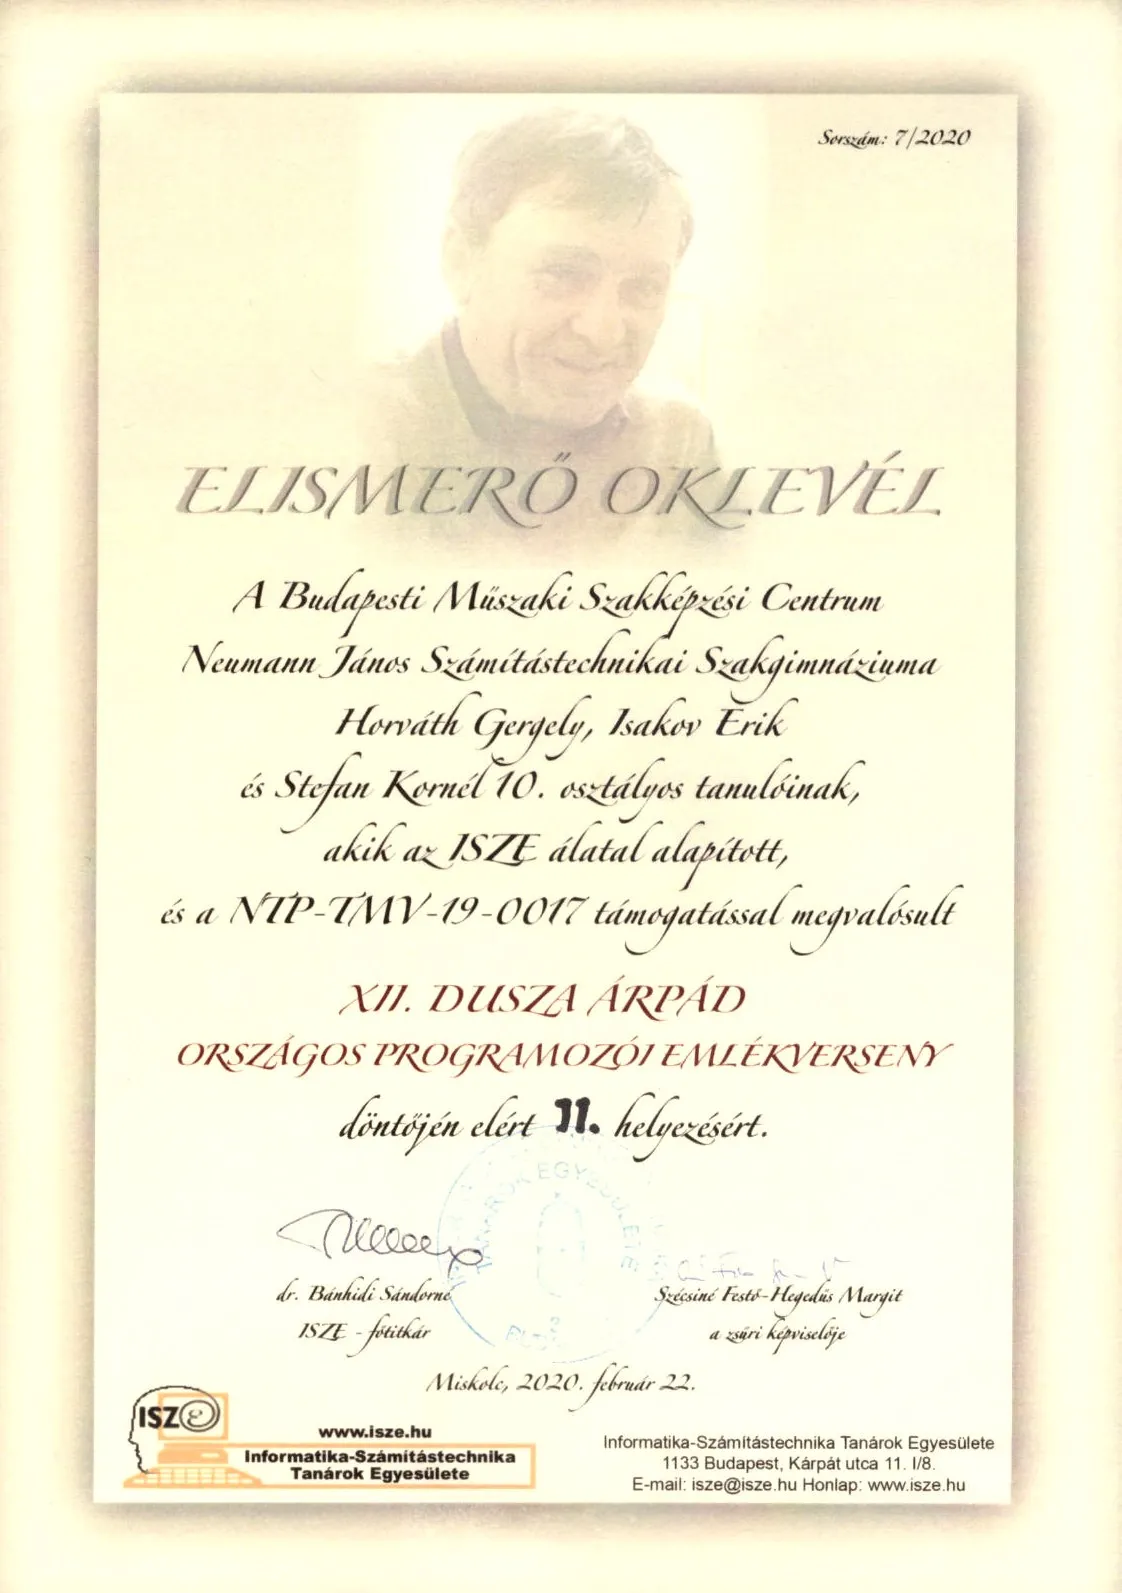 Sorszám: 7/2020
ELISMERŐ OKLEVÉL
A Budapesti Műszaki Szakképzési Centrum
Neumann János Számítástechnikai Szakgimnáziuma
Horváth Gergely, Isakov Erik
és Stefan Kornél 10. osztályos tanulóinak,
akik az ISZE álatal alapított,
és a NTP-TMV-19-0017 támogatással megvalósult
XII. DUSZA ÁRPÁD
ORSZÁGOS PROGRAMOZÓI EMLÉKVERSENY
döntőjén elért 11. helyezésért.
TANÁROK EGYESÜLETE
dr. Bánhidi Sándorné
Szécsiné Festő-Hegedűs Margit
ISZE - főtitkár
a zsűri képviselője
Miskolc, 2020. február 22.
ISZE
www.isze.hu
Informatika-Számítástechnika
Tanárok Egyesülete
Informatika-Számítástechnika Tanárok Egyesülete
1133 Budapest, Kárpát utca 11. I/8.
E-mail: isze@isze.hu Honlap: www.isze.hu